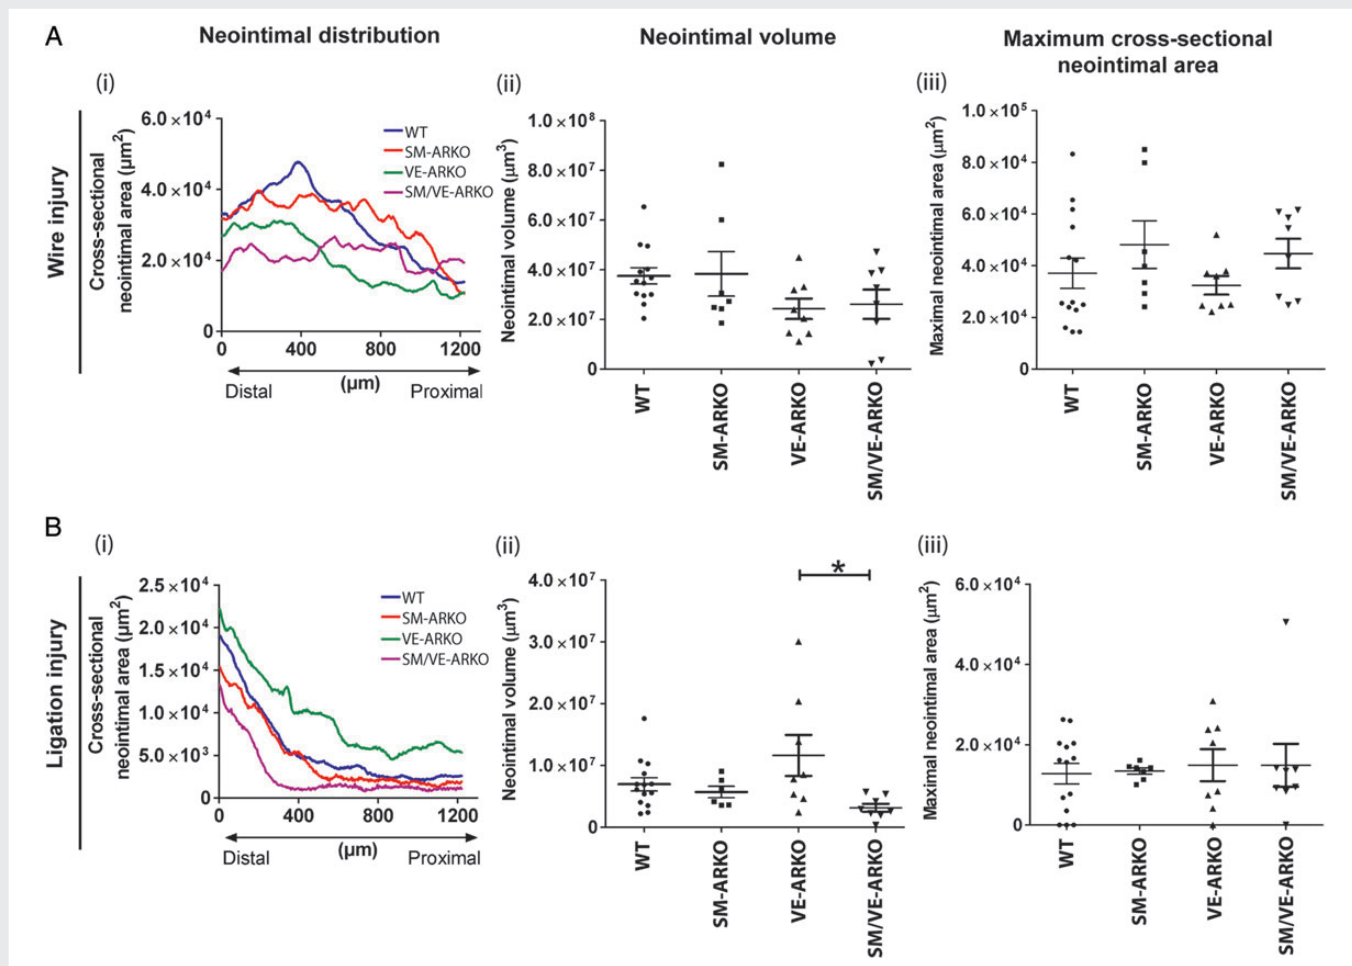 A
Neointimal distribution
Neointimal volume
Maximum cross-sectional
neointimal area
Wire injury
(i)
Cross-sectional
neointimal area (μm²)
6.0×10⁴
4.0×10⁴
2.0×10⁴
0
WT
SM-ARKO
VE-ARKO
SM/VE-ARKO
0 400 800 1200
(μm)
Distal Proximal
(ii)
Neointimal volume (μm³)
1.0×10⁸
8.0×10⁷
6.0×10⁷
4.0×10⁷
2.0×10⁷
0
WT
SM-ARKO
VE-ARKO
SM/VE-ARKO
(iii)
Maximal neointimal area (μm²)
1.0×10⁵
8.0×10⁴
6.0×10⁴
4.0×10⁴
2.0×10⁴
0
WT
SM-ARKO
VE-ARKO
SM/VE-ARKO
B
Ligation injury
(i)
Cross-sectional
neointimal area (μm²)
2.5×10⁴
2.0×10⁴
1.5×10⁴
1.0×10⁴
5.0×10³
0
WT
SM-ARKO
VE-ARKO
SM/VE-ARKO
0 400 800 1200
(μm)
Distal Proximal
(ii)
Neointimal volume (μm³)
4.0×10⁷
3.0×10⁷
2.0×10⁷
1.0×10⁷
0
*
WT
SM-ARKO
VE-ARKO
SM/VE-ARKO
(iii)
Maximal neointimal area (μm²)
6.0×10⁴
4.0×10⁴
2.0×10⁴
0
WT
SM-ARKO
VE-ARKO
SM/VE-ARKO